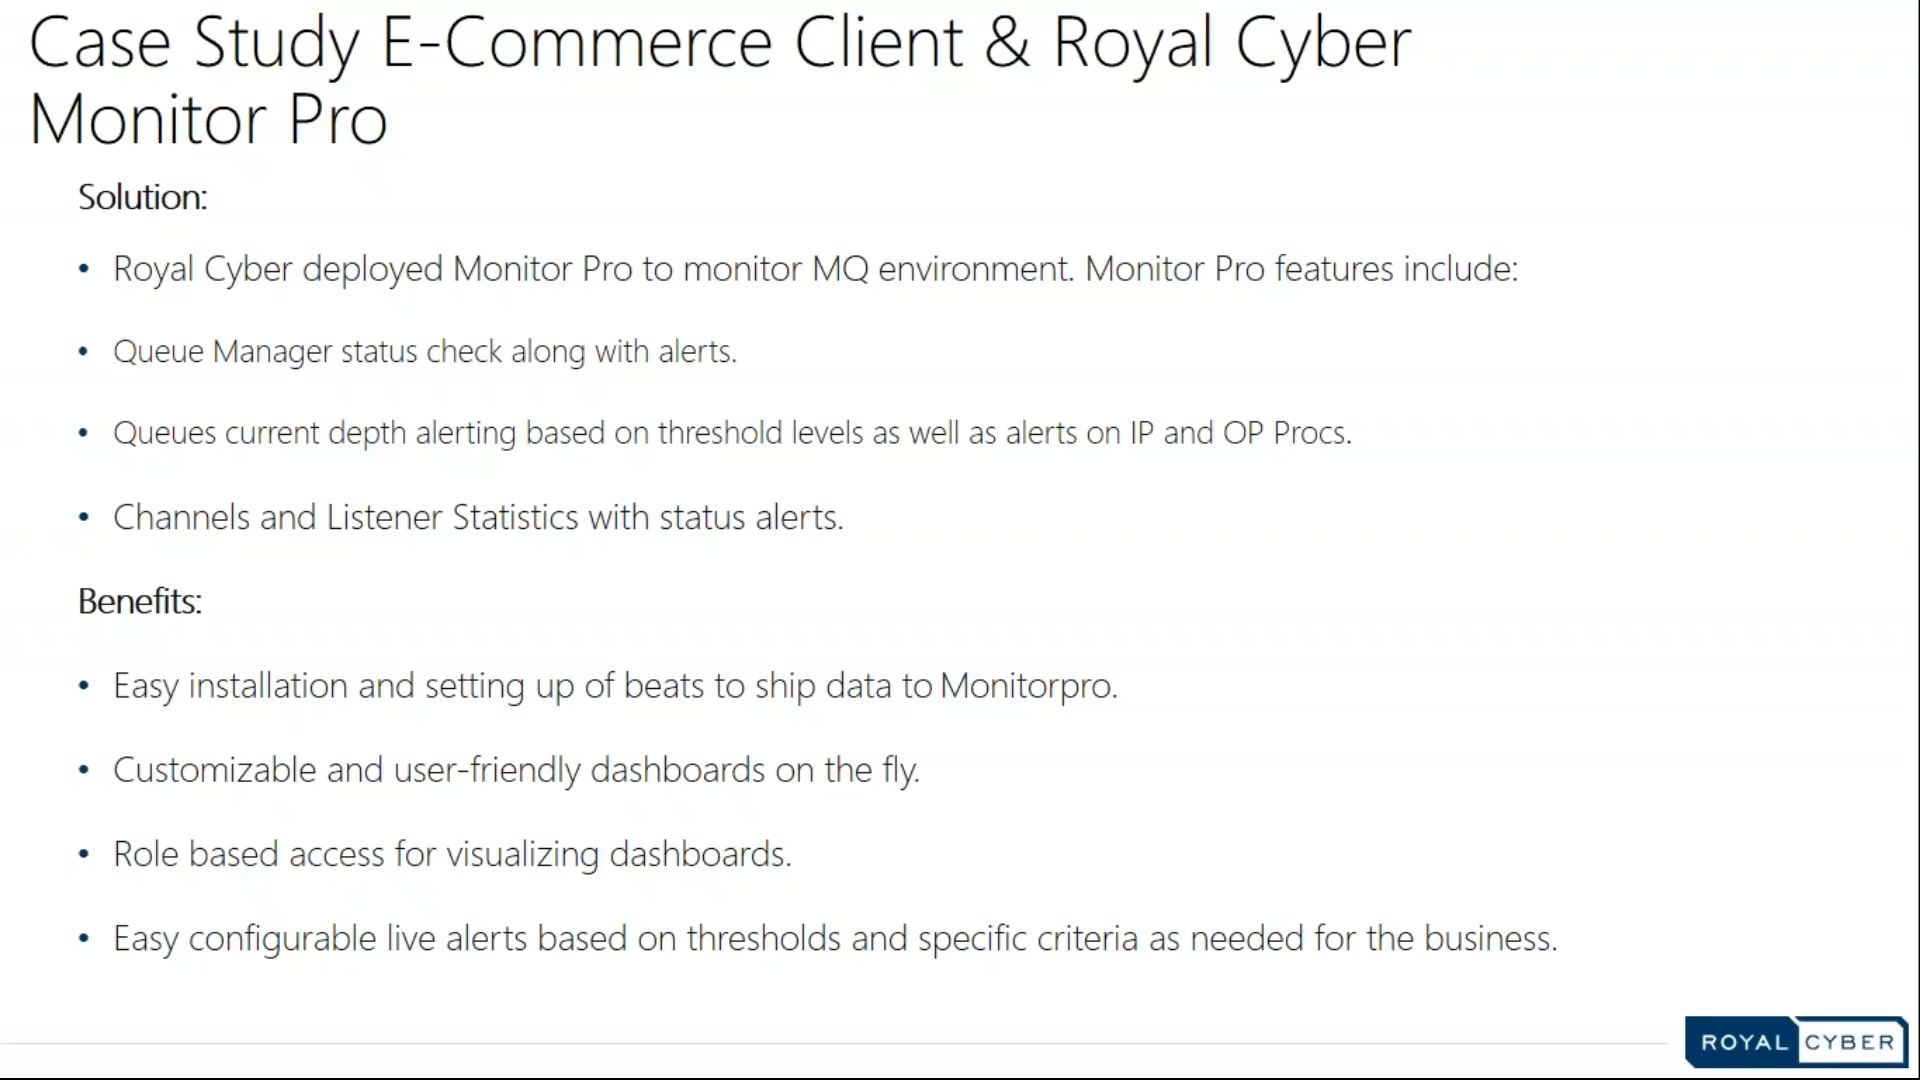 Case Study E-Commerce Client & Royal Cyber
Monitor Pro
Solution:
• Royal Cyber deployed Monitor Pro to monitor MQ environment. Monitor Pro features include:
• Queue Manager status check along with alerts.
• Queues current depth alerting based on threshold levels as well as alerts on IP and OP Procs.
• Channels and Listener Statistics with status alerts.
Benefits:
• Easy installation and setting up of beats to ship data to Monitorpro.
• Customizable and user-friendly dashboards on the fly.
• Role based access for visualizing dashboards.
• Easy configurable live alerts based on thresholds and specific criteria as needed for the business.
ROYAL CYBER